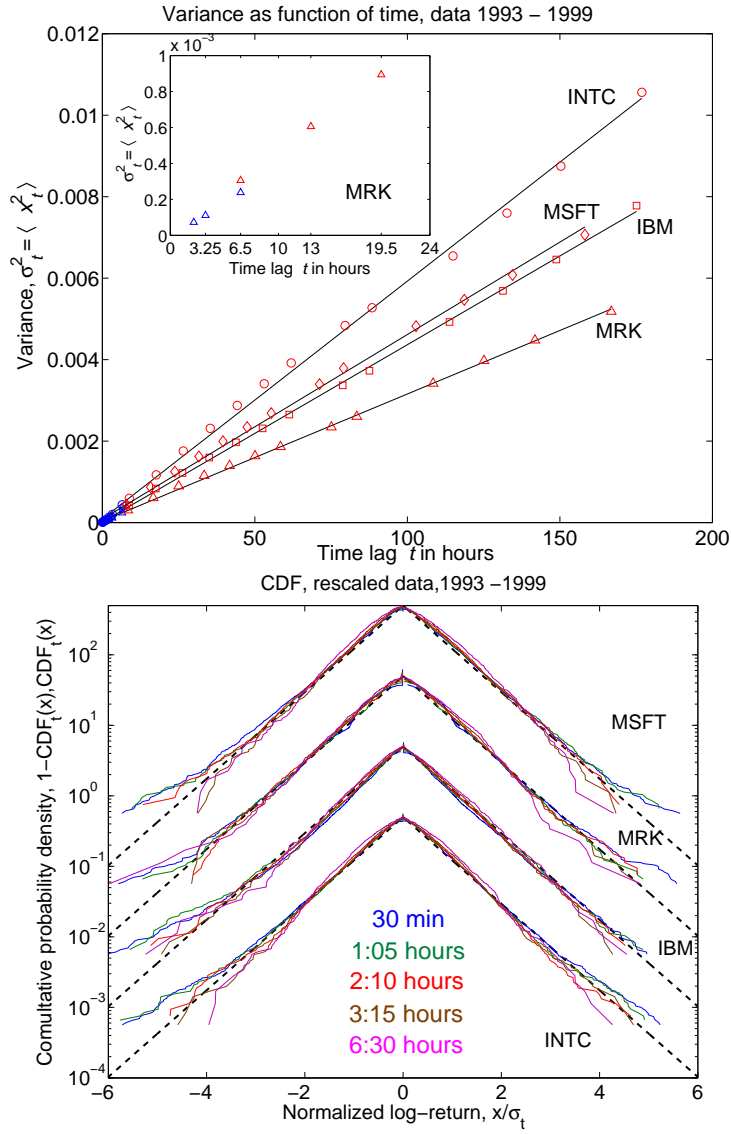 Variance as function of time, data 1993 − 1999
Variance, σ²ₜ = ⟨ x²ₜ ⟩
0.012
0.01
0.008
0.006
0.004
0.002
0
0
50
100
150
200
Time lag t in hours
INTC
MSFT
IBM
MRK
x 10⁻³
σ²ₜ = ⟨ x²ₜ ⟩
1
0.8
0.6
0.4
0.2
0
0
3.25
6.5
10
13
19.5
24
Time lag t in hours
MRK
CDF, rescaled data,1993 −1999
Comultative probability density, 1−CDFₜ(x),CDFₜ(x)
10²
10¹
10⁰
10⁻¹
10⁻²
10⁻³
10⁻⁴
−6
−4
−2
0
2
4
6
Normalized log−return, x/σₜ
MSFT
MRK
IBM
INTC
30 min
1:05 hours
2:10 hours
3:15 hours
6:30 hours